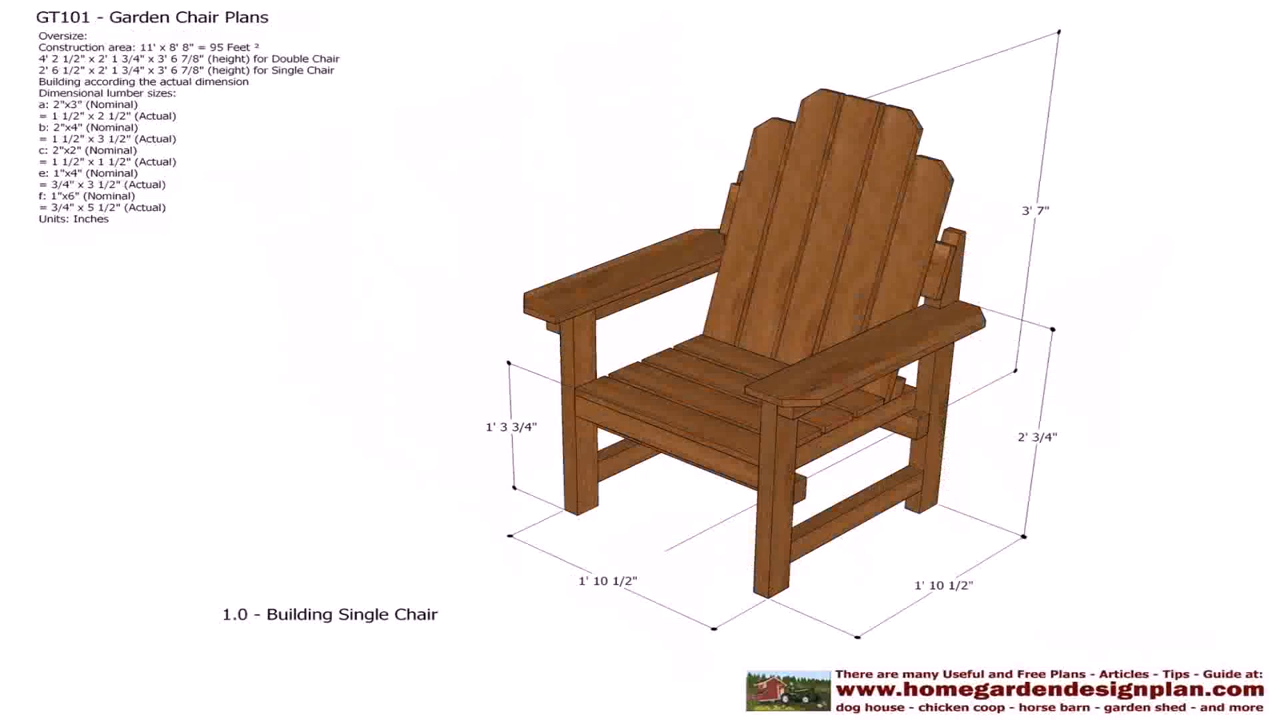 GT101 - Garden Chair Plans
Oversize:
Construction area: 11' x 8' 8" = 95 Feet ²
4' 2 1/2" x 2' 1 3/4" x 3' 6 7/8" (height) for Double Chair
2' 6 1/2" x 2' 1 3/4" x 3' 6 7/8" (height) for Single Chair
Building according the actual dimension
Dimensional lumber sizes:
a: 2"x3" (Nominal)
= 1 1/2" x 2 1/2" (Actual)
b: 2"x4" (Nominal)
= 1 1/2" x 3 1/2" (Actual)
c: 2"x2" (Nominal)
= 1 1/2" x 1 1/2" (Actual)
e: 1"x4" (Nominal)
= 3/4" x 3 1/2" (Actual)
f: 1"x6" (Nominal)
= 3/4" x 5 1/2" (Actual)
Units: Inches
3' 7"
1' 3 3/4"
2' 3/4"
1' 10 1/2"
1' 10 1/2"
1.0 - Building Single Chair
There are many Useful and Free Plans - Articles - Tips - Guide at:
www.homegardendesignplan.com
dog house - chicken coop - horse barn - garden shed - and more